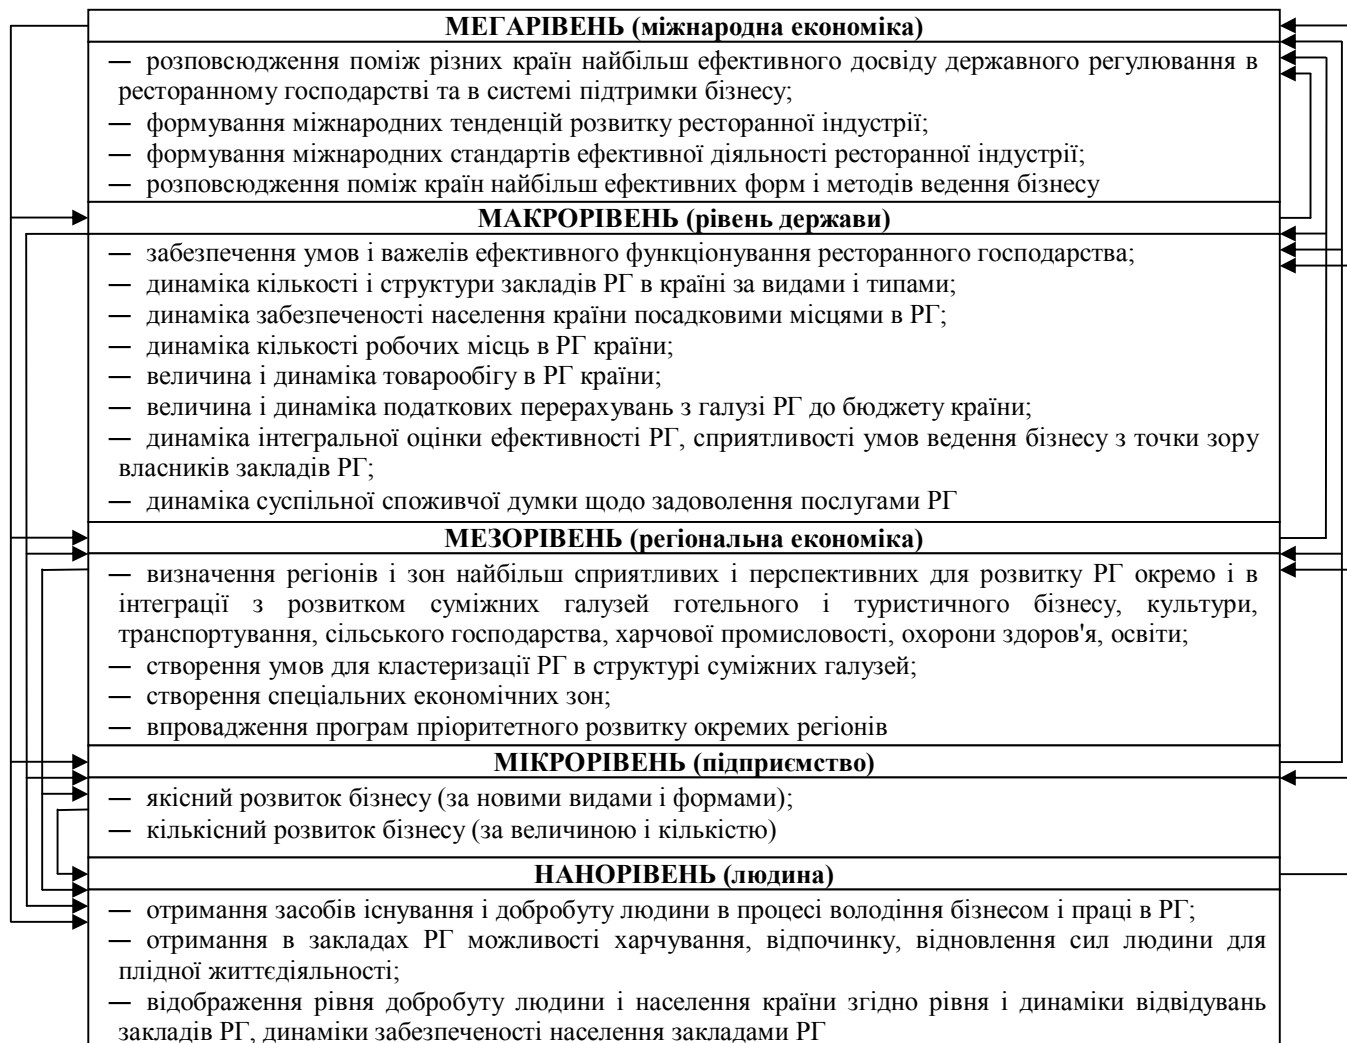 МЕГАРІВЕНЬ (міжнародна економіка)
— розповсюдження поміж різних країн найбільш ефективного досвіду державного регулювання в
ресторанному господарстві та в системі підтримки бізнесу;
— формування міжнародних тенденцій розвитку ресторанної індустрії;
— формування міжнародних стандартів ефективної діяльності ресторанної індустрії;
— розповсюдження поміж країн найбільш ефективних форм і методів ведення бізнесу
МАКРОРІВЕНЬ (рівень держави)
— забезпечення умов і важелів ефективного функціонування ресторанного господарства;
— динаміка кількості і структури закладів РГ в країні за видами і типами;
— динаміка забезпеченості населення країни посадковими місцями в РГ;
— динаміка кількості робочих місць в РГ країни;
— величина і динаміка товарообігу в РГ країни;
— величина і динаміка податкових перерахувань з галузі РГ до бюджету країни;
— динаміка інтегральної оцінки ефективності РГ, сприятливості умов ведення бізнесу з точки зору
власників закладів РГ;
— динаміка суспільної споживчої думки щодо задоволення послугами РГ
МЕЗОРІВЕНЬ (регіональна економіка)
— визначення регіонів і зон найбільш сприятливих і перспективних для розвитку РГ окремо і в
інтеграції з розвитком суміжних галузей готельного і туристичного бізнесу, культури,
транспортування, сільського господарства, харчової промисловості, охорони здоров'я, освіти;
— створення умов для кластеризації РГ в структурі суміжних галузей;
— створення спеціальних економічних зон;
— впровадження програм пріоритетного розвитку окремих регіонів
МІКРОРІВЕНЬ (підприємство)
— якісний розвиток бізнесу (за новими видами і формами);
— кількісний розвиток бізнесу (за величиною і кількістю)
НАНОРІВЕНЬ (людина)
— отримання засобів існування і добробуту людини в процесі володіння бізнесом і праці в РГ;
— отримання в закладах РГ можливості харчування, відпочинку, відновлення сил людини для
плідної життєдіяльності;
— відображення рівня добробуту людини і населення країни згідно рівня і динаміки відвідувань
закладів РГ, динаміки забезпеченості населення закладами РГ